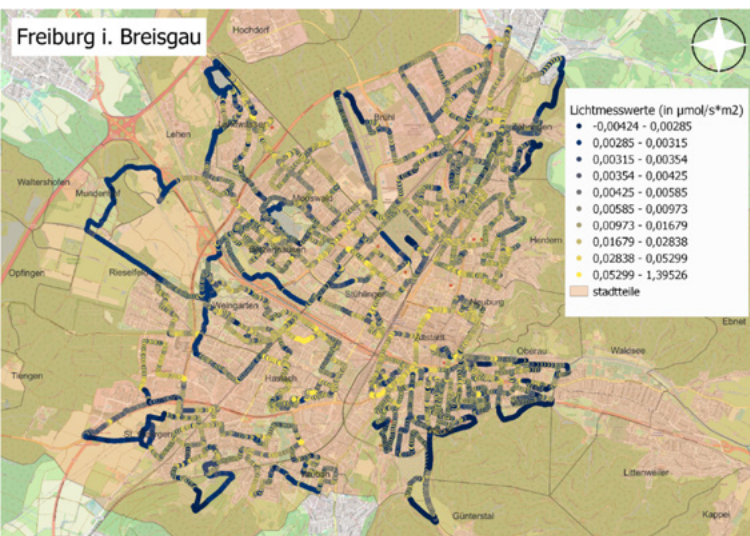 Freiburg i. Breisgau
Hochdorf
Lichtmesswerte (in µmol/s*m2)
-0,00424 - 0,00285
0,00285 - 0,00315
0,00315 - 0,00354
0,00354 - 0,00425
0,00425 - 0,00585
0,00585 - 0,00973
0,00973 - 0,01679
0,01679 - 0,02838
0,02838 - 0,05299
0,05299 - 1,39526
stadtteile
Brühl
Lehen
Waltershofen
Mooswald
Herdern
Opfingen
Rieselfeld
Stühlinger
Neuburg
Weingarten
Ebnet
Altstadt
Oberau
Waldsee
Tiengen
Haslach
Littenweiler
Günterstal
Kappel